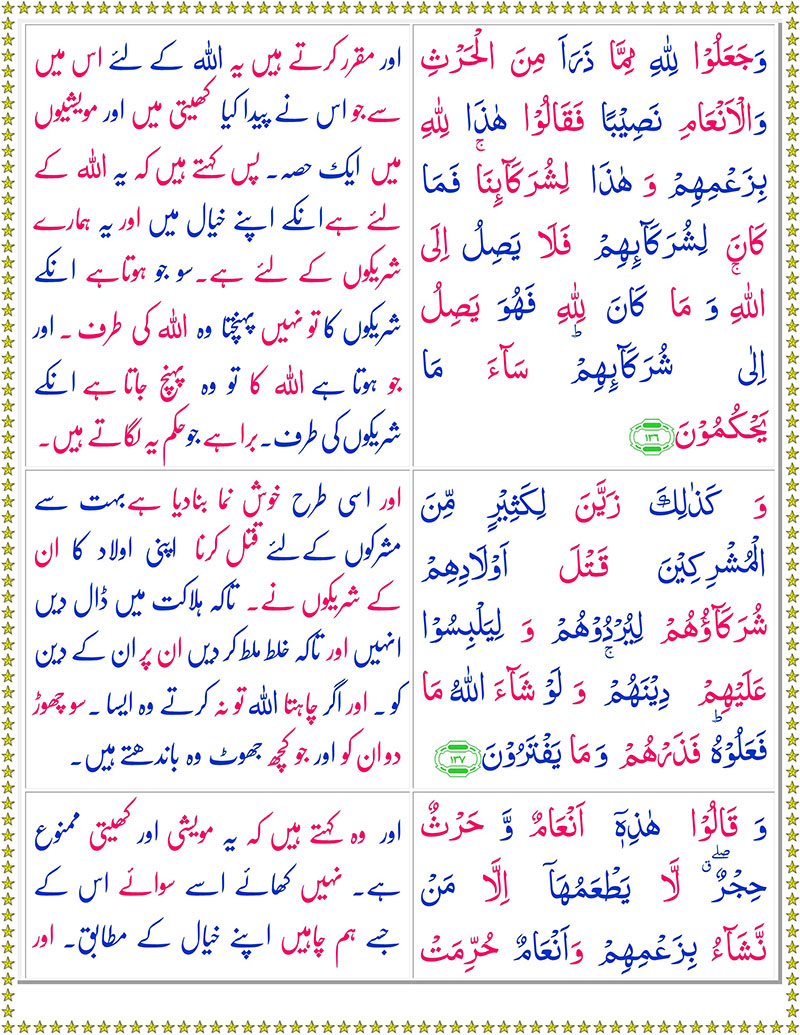 وَجَعَلُوْا لِلّٰهِ مِمَّا ذَرَاَ مِنَ الْحَرْثِ
وَالْاَنْعَامِ نَصِيْبًا فَقَالُوْا هٰذَا لِلّٰهِ
بِزَعْمِهِمْ وَ هٰذَا لِشُرَكَآئِنَا ۚ فَمَا
كَانَ لِشُرَكَآئِهِمْ فَلَا يَصِلُ اِلَى
اللّٰهِ ۚ وَ مَا كَانَ لِلّٰهِ فَهُوَ يَصِلُ
اِلٰى شُرَكَآئِهِمْ ؕ سَآءَ مَا
يَحْكُمُوْنَ ۱۳۶
اور مقرر کرتے ہیں یہ اللہ کے لئے اس میں
سےجو اس نے پیدا کیا کھیتی میں اور مویشیوں
میں ایک حصہ۔ پس کہتے ہیں کہ یہ اللہ کے
لئے ہے انکے اپنے خیال میں اور یہ ہمارے
شریکوں کے لئے ہے۔ سو جو ہوتاہے انکے
شریکوں کا تو نہیں پہنچتا وہ اللہ کی طرف ۔ اور
جو ہوتا ہے اللہ کا تو وہ پہنچ جاتا ہے انکے
شریکوں کی طرف۔ برا ہے جو حکم یہ لگاتے ہیں۔
وَ كَذٰلِكَ زَيَّنَ لِكَثِيْرٍ مِّنَ
الْمُشْرِكِيْنَ قَتْلَ اَوْلَادِهِمْ
شُرَكَآؤُهُمْ لِيُرْدُوْهُمْ وَ لِيَلْبِسُوْا
عَلَيْهِمْ دِيْنَهُمْ ۚ وَ لَوْ شَآءَ اللّٰهُ مَا
فَعَلُوْهُ ؕ فَذَرْهُمْ وَ مَا يَفْتَرُوْنَ ۱۳۷
اور اسی طرح خوش نما بنادیا ہے بہت سے
مشرکوں کےلئے قتل کرنا اپنی اولاد کا ان
کے شریکوں نے۔ تاکہ ہلاکت میں ڈال دیں
انہیں اور تاکہ خلط ملط کر دیں ان پر ان کے دین
کو ۔ اور اگر چاہتا اللہ تو نہ کرتے وہ ایسا ۔ سو چھوڑ
دو ان کو اور جو کچھ جھوٹ وہ باندھتے ہیں۔
وَ قَالُوْا هٰذِهٖۤ اَنْعَامٌ وَّ حَرْثٌ
حِجْرٌ ۖ لَّا يَطْعَمُهَاۤ اِلَّا مَنْ
نَّشَآءُ بِزَعْمِهِمْ وَاَنْعَامٌ حُرِّمَتْ
اور وہ کہتے ہیں کہ یہ مویشی اور کھیتی ممنوع
ہے۔ نہیں کھائے اسے سوائے اس کے
جسے ہم چاہیں اپنے خیال کے مطابق۔ اور